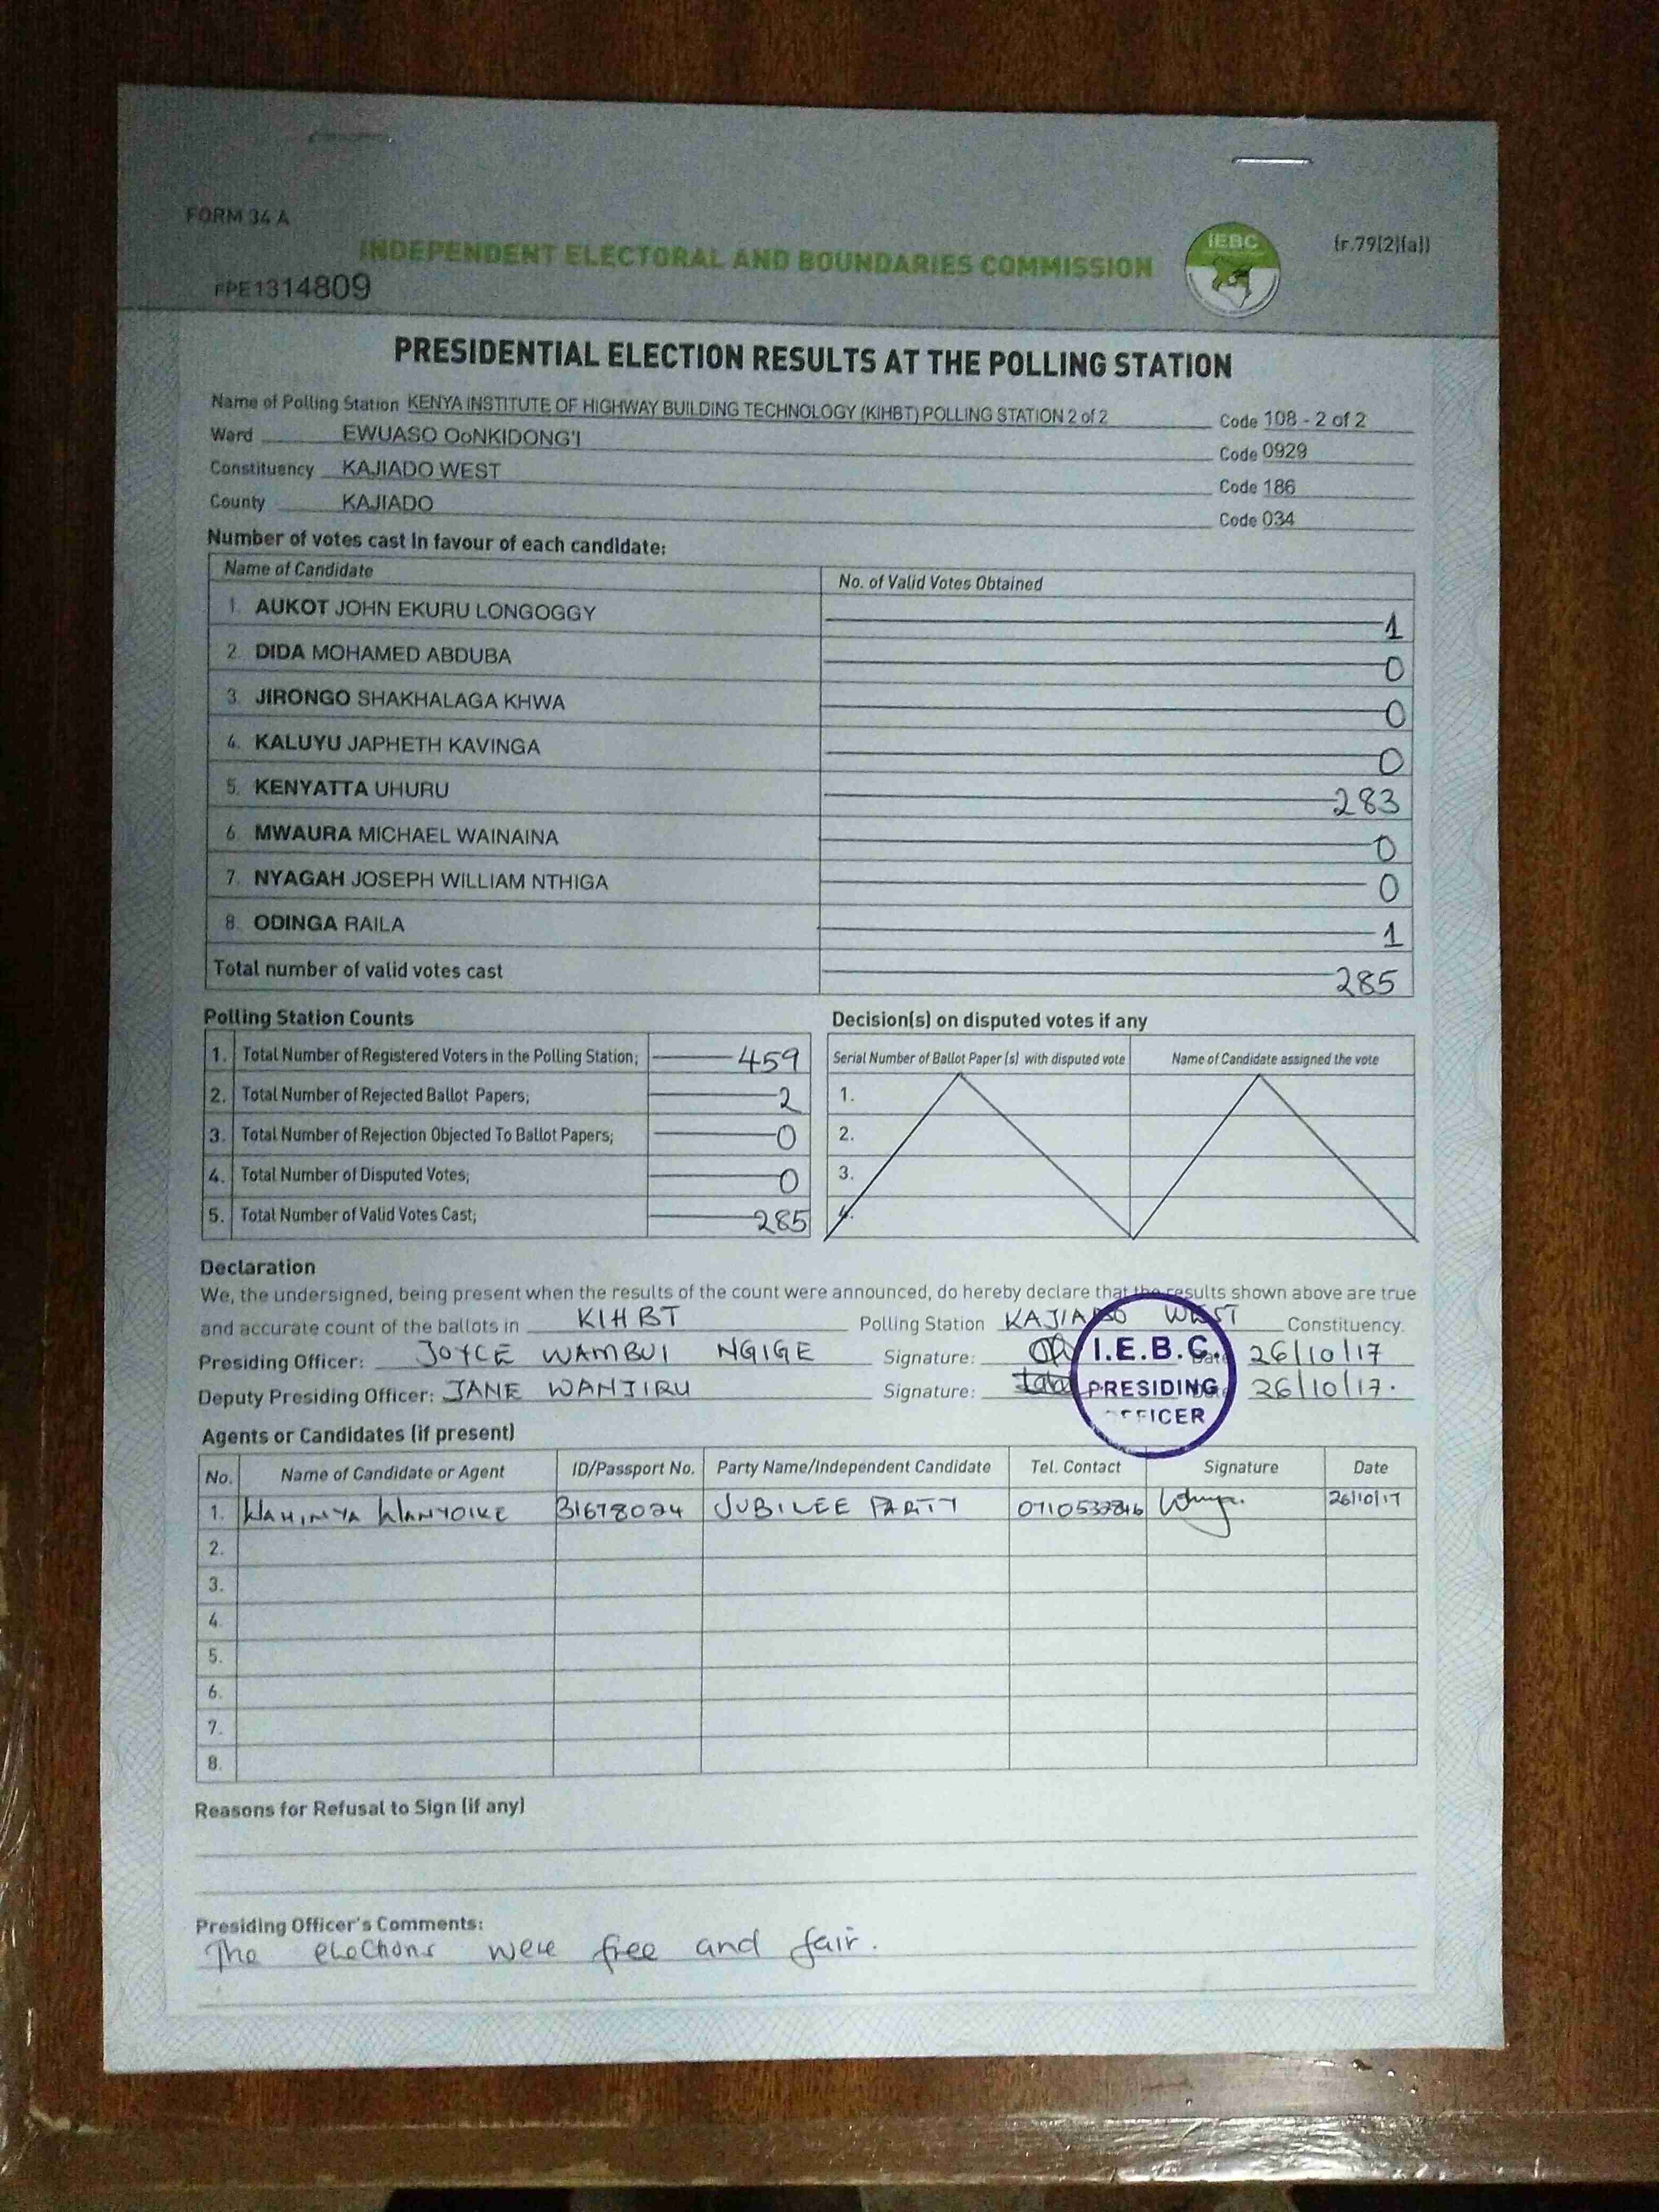 FORM 34 A
INDEPENDENT ELECTORAL AND BOUNDARIES COMMISSION
IEBC
(r.79(2)(a))
FPE1314809
PRESIDENTIAL ELECTION RESULTS AT THE POLLING STATION
Name of Polling Station KENYA INSTITUTE OF HIGHWAY BUILDING TECHNOLOGY (KIHBT) POLLING STATION 2 of 2 Code 108 - 2 of 2
Ward EWUASO OoNKIDONG'I Code 0929
Constituency KAJIADO WEST Code 186
County KAJIADO Code 034
Number of votes cast in favour of each candidate:
Name of Candidate No. of Valid Votes Obtained
1. AUKOT JOHN EKURU LONGOGGY 1
2. DIDA MOHAMED ABDUBA 0
3. JIRONGO SHAKHALAGA KHWA 0
4. KALUYU JAPHETH KAVINGA 0
5. KENYATTA UHURU 283
6. MWAURA MICHAEL WAINAINA 0
7. NYAGAH JOSEPH WILLIAM NTHIGA 0
8. ODINGA RAILA 1
Total number of valid votes cast 285
Polling Station Counts
1. Total Number of Registered Voters in the Polling Station; 459
2. Total Number of Rejected Ballot Papers; 2
3. Total Number of Rejection Objected To Ballot Papers; 0
4. Total Number of Disputed Votes; 0
5. Total Number of Valid Votes Cast; 285
Decision(s) on disputed votes if any
Serial Number of Ballot Paper (s) with disputed vote Name of Candidate assigned the vote
1.
2.
3.
4.
Declaration
We, the undersigned, being present when the results of the count were announced, do hereby declare that the results shown above are true
and accurate count of the ballots in KIHBT Polling Station KAJIADO WEST Constituency.
Presiding Officer: JOYCE WAMBUI NGIGE Signature: Date 26/10/17
Deputy Presiding Officer: JANE WANJIRU Signature: Date 26/10/17.
I.E.B.C.
PRESIDING
OFFICER
Agents or Candidates (if present)
No. Name of Candidate or Agent ID/Passport No. Party Name/Independent Candidate Tel. Contact Signature Date
1. WAHINYA WANYOIKE 31678024 JUBILEE PARTY 26/10/17
2.
3.
4.
5.
6.
7.
8.
Reasons for Refusal to Sign (if any)
Presiding Officer's Comments:
The elections were free and fair.